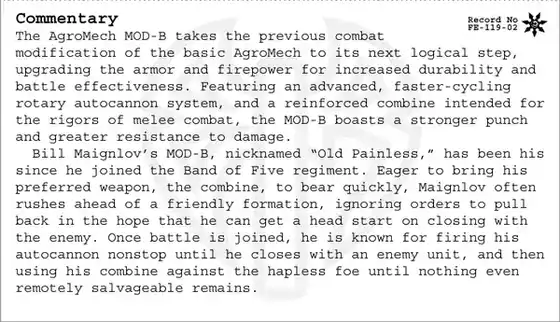 Commentary
Record No
FE-119-02
The AgroMech MOD-B takes the previous combat
modification of the basic AgroMech to its next logical step,
upgrading the armor and firepower for increased durability and
battle effectiveness. Featuring an advanced, faster-cycling
rotary autocannon system, and a reinforced combine intended for
the rigors of melee combat, the MOD-B boasts a stronger punch
and greater resistance to damage.
Bill Maignlov’s MOD-B, nicknamed “Old Painless,” has been his
since he joined the Band of Five regiment. Eager to bring his
preferred weapon, the combine, to bear quickly, Maignlov often
rushes ahead of a friendly formation, ignoring orders to pull
back in the hope that he can get a head start on closing with
the enemy. Once battle is joined, he is known for firing his
autocannon nonstop until he closes with an enemy unit, and then
using his combine against the hapless foe until nothing even
remotely salvageable remains.